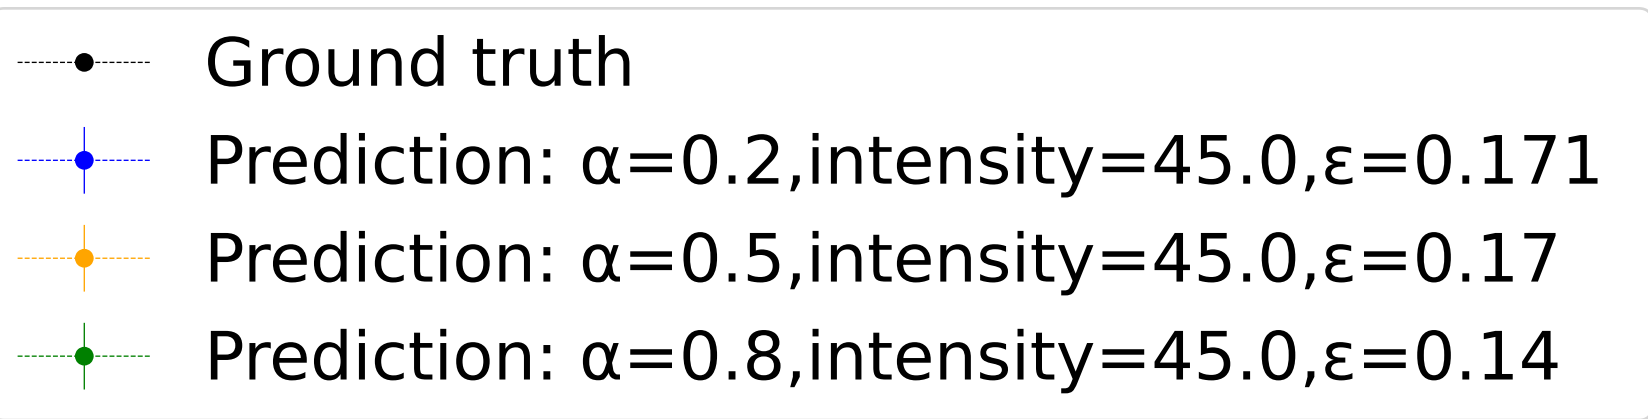 Ground truth
Prediction: α=0.2,intensity=45.0,ε=0.171
Prediction: α=0.5,intensity=45.0,ε=0.17
Prediction: α=0.8,intensity=45.0,ε=0.14